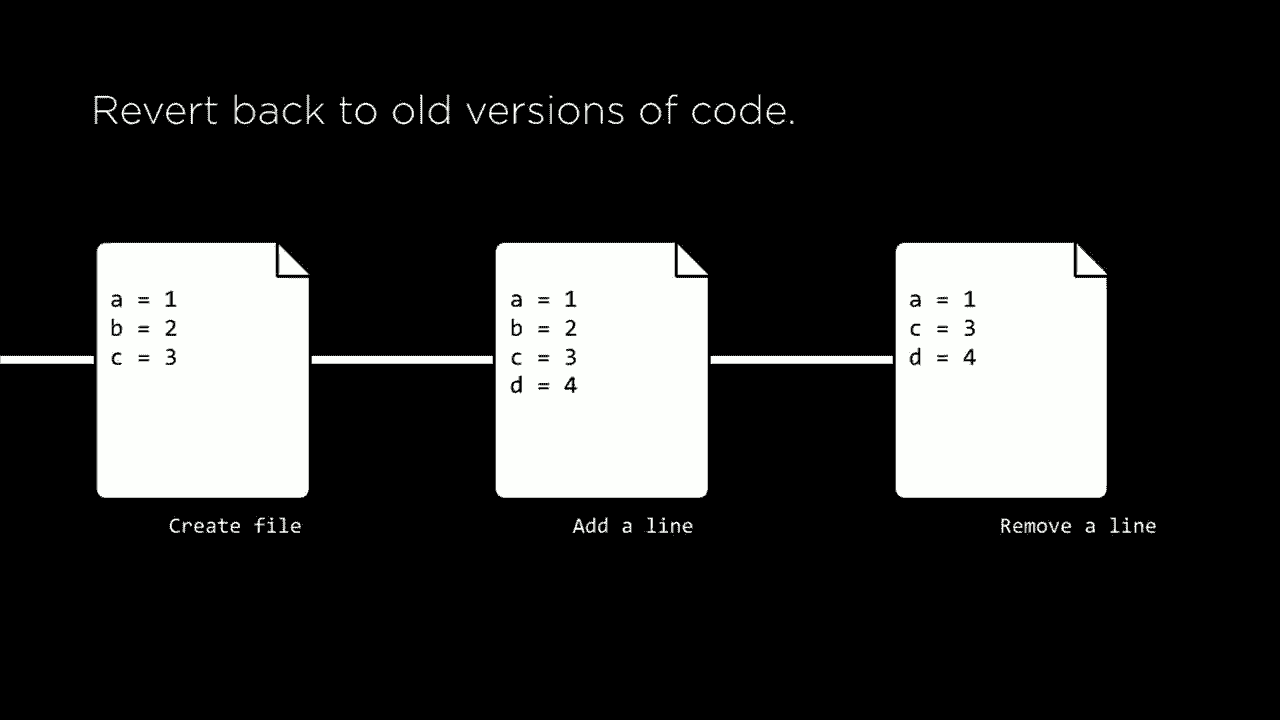 Revert back to old versions of code.
a = 1
b = 2
c = 3
Create file
a = 1
b = 2
c = 3
d = 4
Add a line
a = 1
c = 3
d = 4
Remove a line